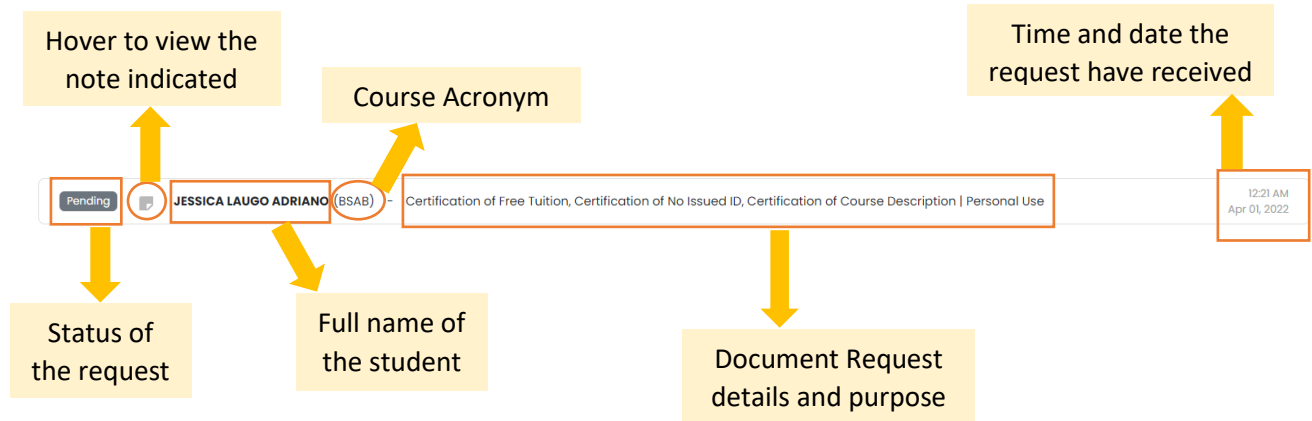 Hover to view the
note indicated
Course Acronym
Time and date the
request have received
Pending JESSICA LAUGO ADRIANO (BSAB) - Certification of Free Tuition, Certification of No Issued ID, Certification of Course Description | Personal Use
12:21 AM
Apr 01, 2022
Status of
the request
Full name of
the student
Document Request
details and purpose